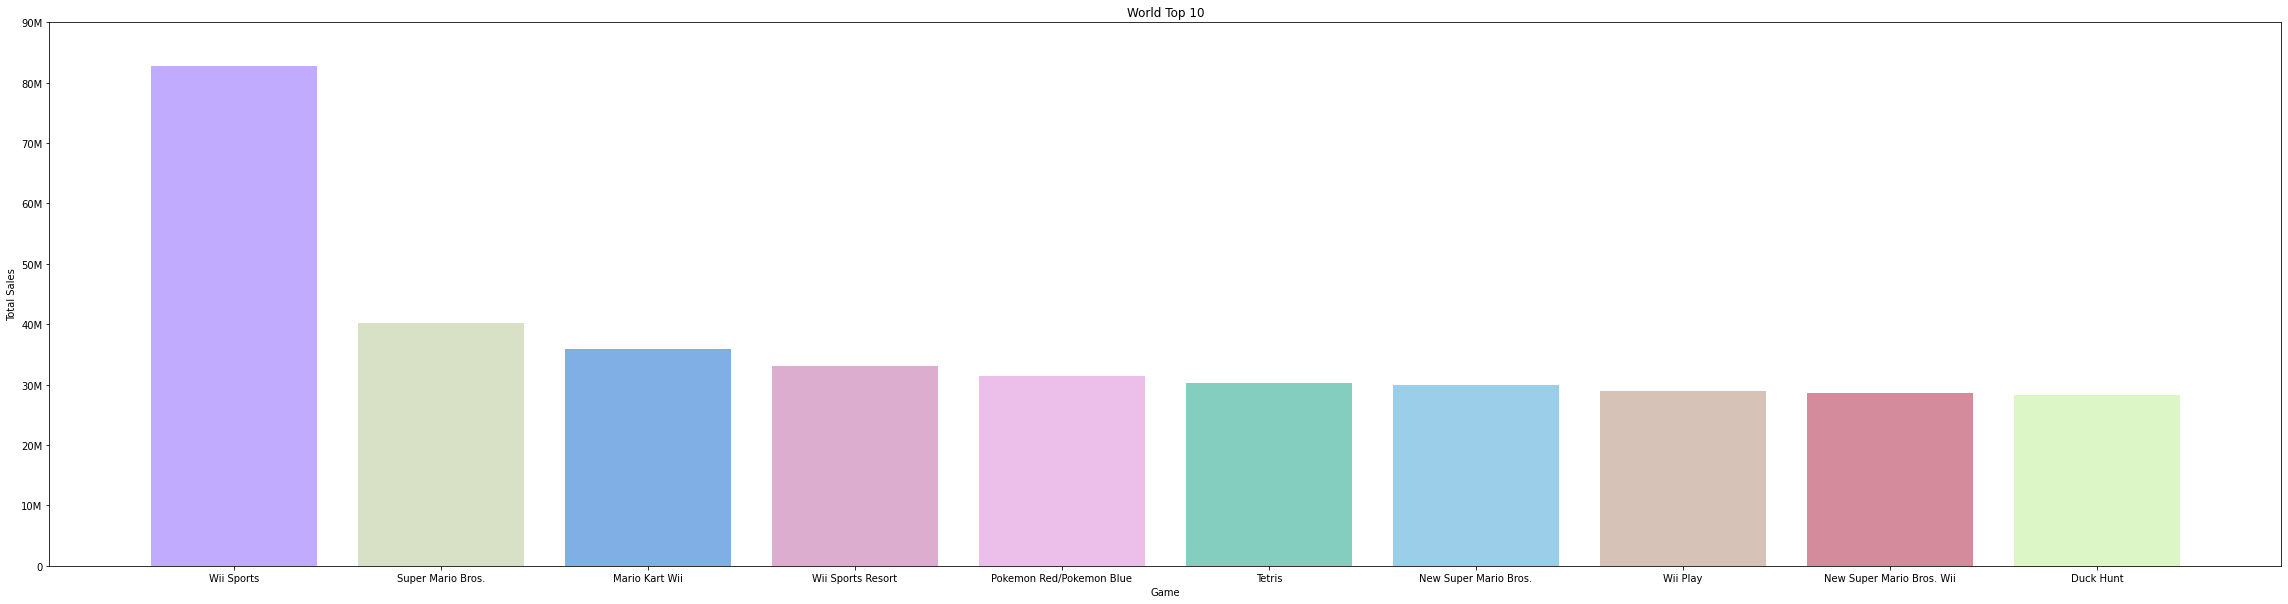 World Top 10
90M
80M
70M
60M
50M
40M
30M
20M
10M
0
Total Sales
Wii Sports
Super Mario Bros.
Mario Kart Wii
Wii Sports Resort
Pokemon Red/Pokemon Blue
Tetris
New Super Mario Bros.
Wii Play
New Super Mario Bros. Wii
Duck Hunt
Game